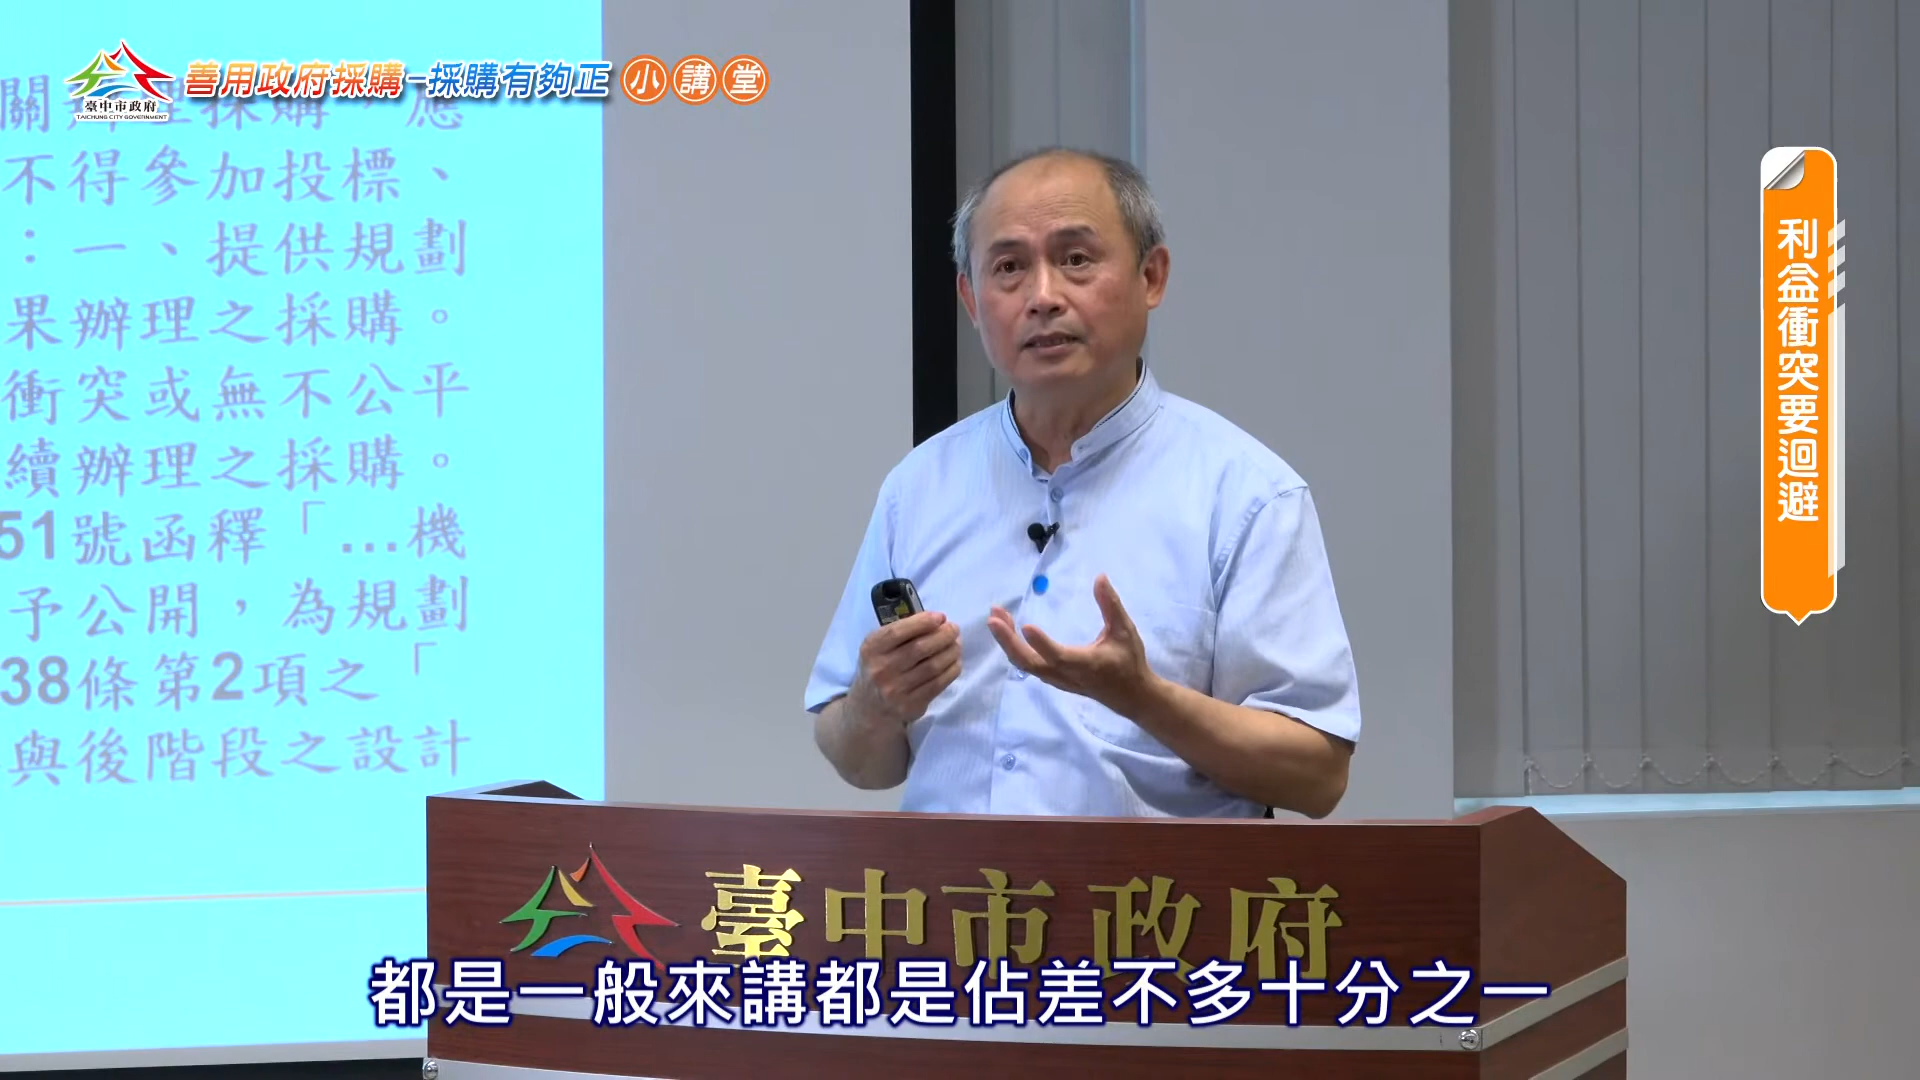 臺中市政府
TAICHUNG CITY GOVERNMENT
善用政府採購–採購有夠正 小講堂
不得參加投標、
：一、提供規劃
果辦理之採購。
衝突或無不公平
續辦理之採購。
51號函釋「...機
予公開，為規劃
38條第2項之「
與後階段之設計
利益衝突要迴避
臺中市政府
都是一般來講都是佔差不多十分之一